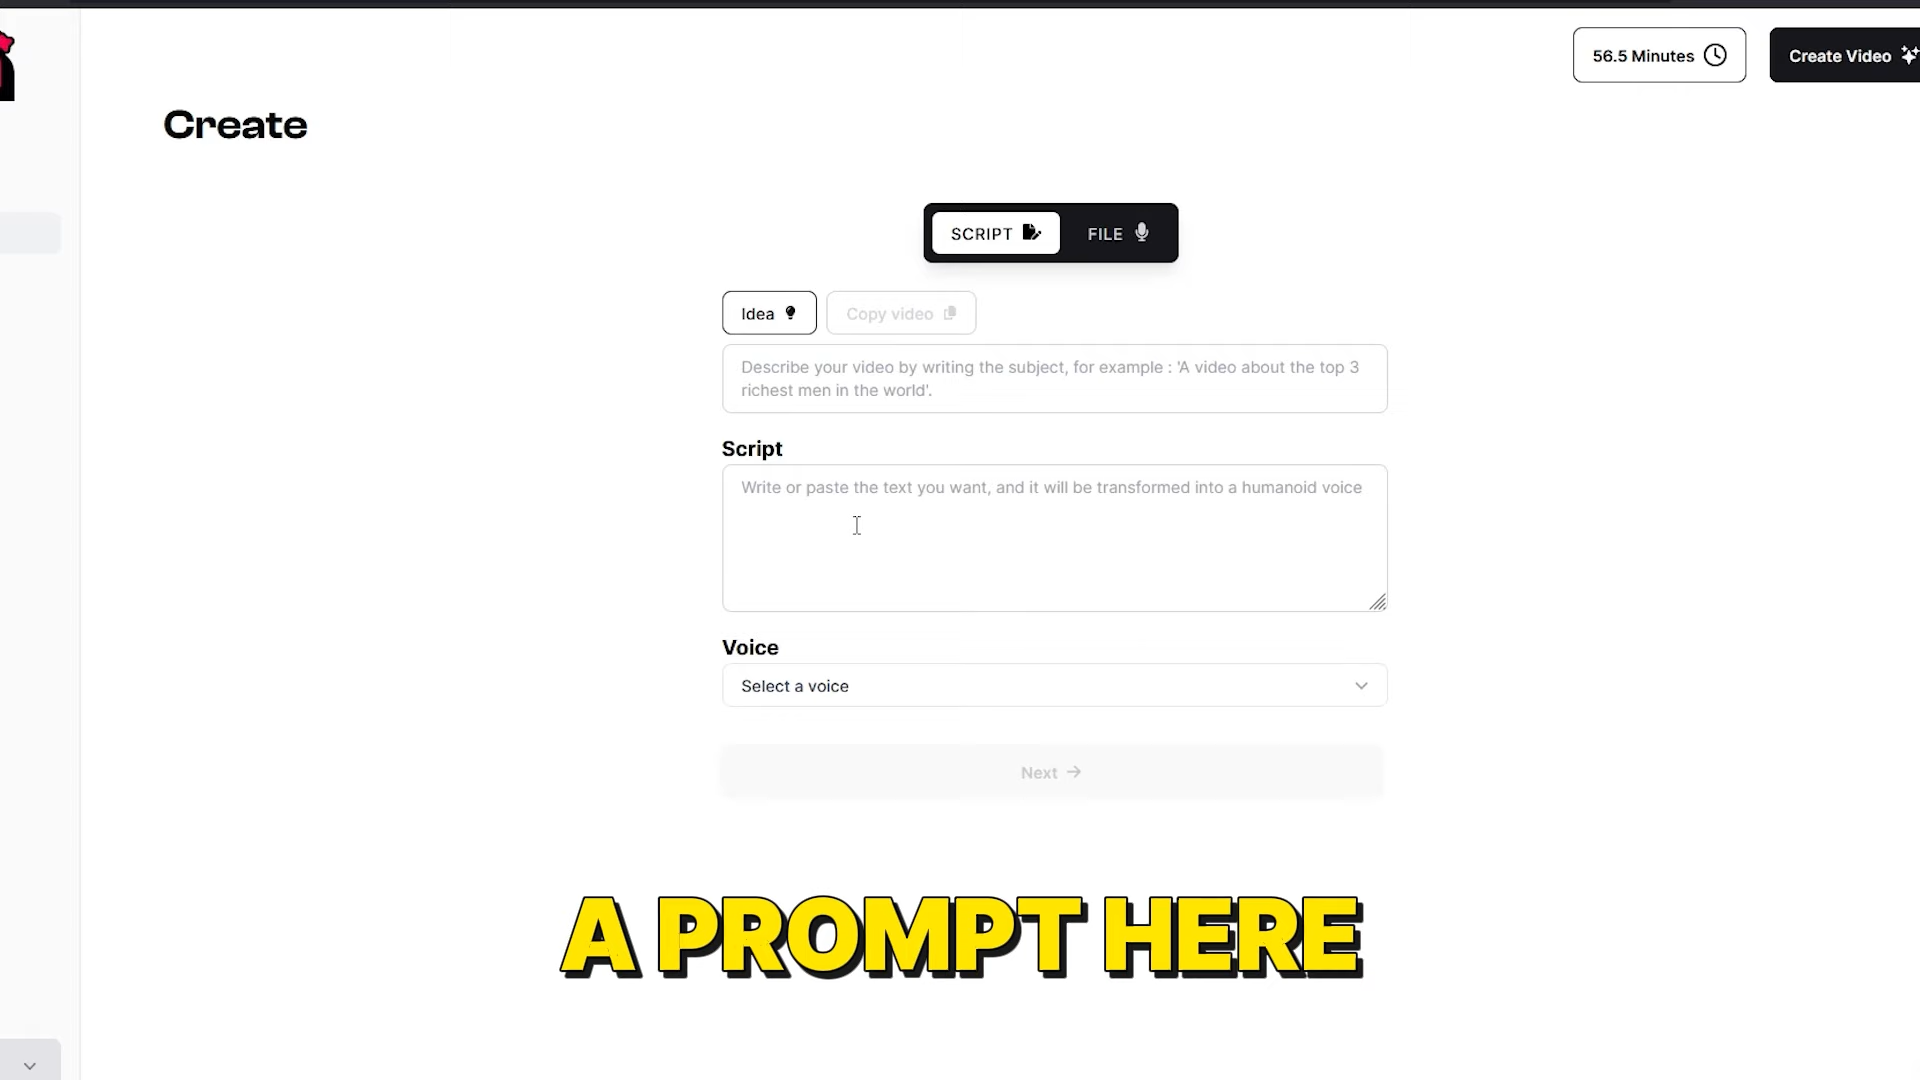 56.5 Minutes
Create Video
Create
SCRIPT
FILE
Idea
Copy video
Describe your video by writing the subject, for example : 'A video about the top 3
richest men in the world'.
Script
Write or paste the text you want, and it will be transformed into a humanoid voice
Voice
Select a voice
Next →
A PROMPT HERE